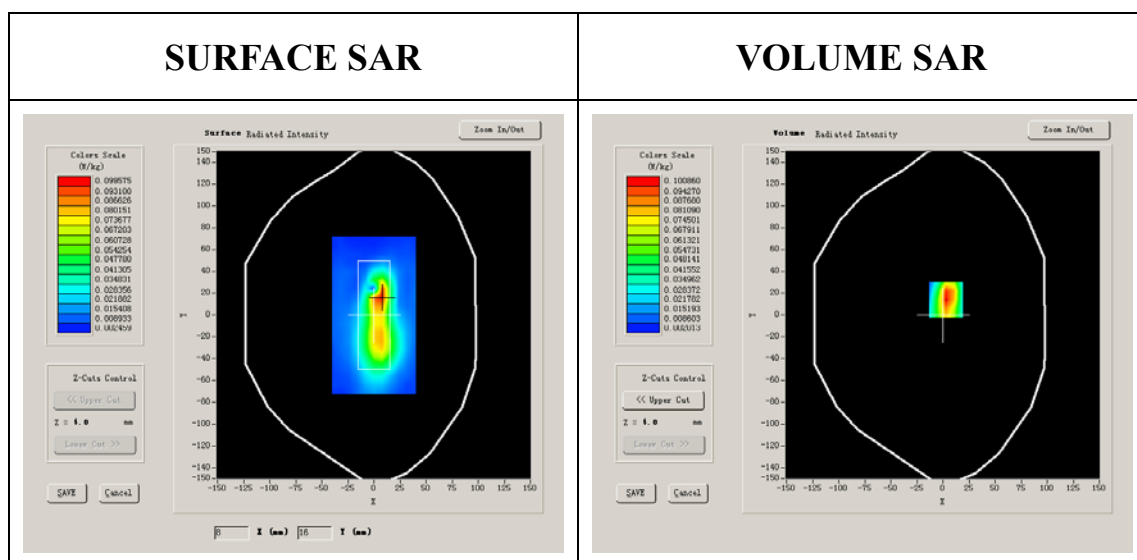 SURFACE SAR
VOLUME SAR
Surface Radiated Intensity
Zoom In/Out
Colors Scale
(W/kg)
0.099575
0.093100
0.086626
0.080151
0.073677
0.067203
0.060728
0.054254
0.047780
0.041305
0.034831
0.028356
0.021882
0.015408
0.008933
0.002459
150
140
120
100
80
60
40
20
0
-20
-40
-60
-80
-100
-120
-140
-150
Y
-150 -125 -100 -75 -50 -25 0 25 50 75 100 125 150
X
Z-Cuts Control
<< Upper Cut
Z = 4.0 mm
Lower Cut >>
SAVE Cancel
8 X (mm) 16 Y (mm)
Volume Radiated Intensity
Zoom In/Out
Colors Scale
(W/kg)
0.100860
0.094270
0.087680
0.081090
0.074501
0.067911
0.061321
0.054731
0.048141
0.041552
0.034962
0.028372
0.021782
0.015193
0.008603
0.002013
150
140
120
100
80
60
40
20
0
-20
-40
-60
-80
-100
-120
-140
-150
Y
-150 -125 -100 -75 -50 -25 0 25 50 75 100 125 150
X
Z-Cuts Control
<< Upper Cut
Z = 4.0 mm
Lower Cut >>
SAVE Cancel